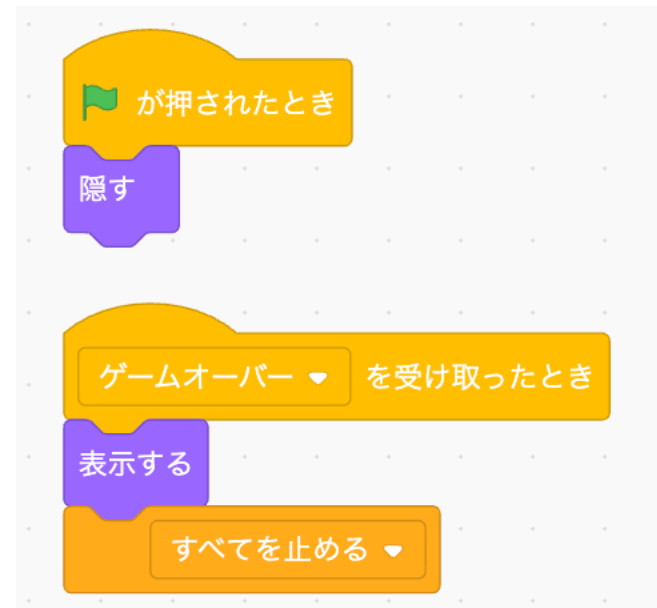 が押されたとき
隠す
ゲームオーバー を受け取ったとき
表示する
すべてを止める